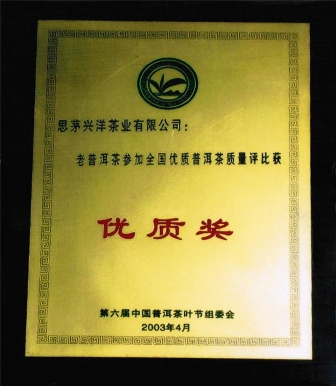 思茅兴洋茶业有限公司：
老普洱茶参加全国优质普洱茶质量评比获
优质奖
第六届中国普洱茶叶节组委会
2003年4月